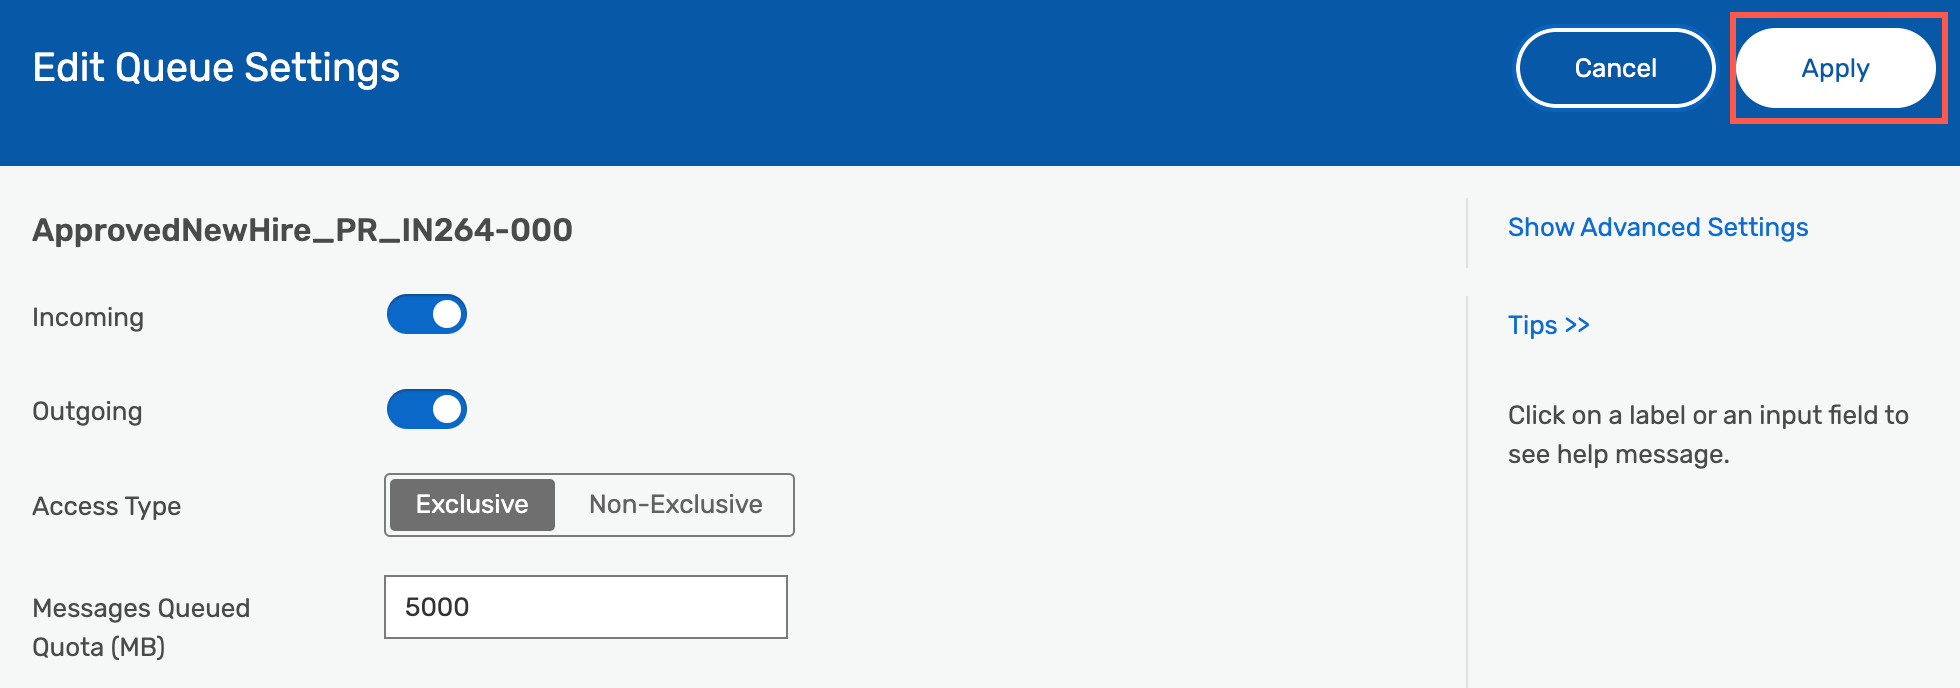 Edit Queue Settings
Cancel
Apply
ApprovedNewHire_PR_IN264-000
Show Advanced Settings
Incoming
Tips >>
Outgoing
Click on a label or an input field to
see help message.
Access Type
Exclusive
Non-Exclusive
Messages Queued
Quota (MB)
5000